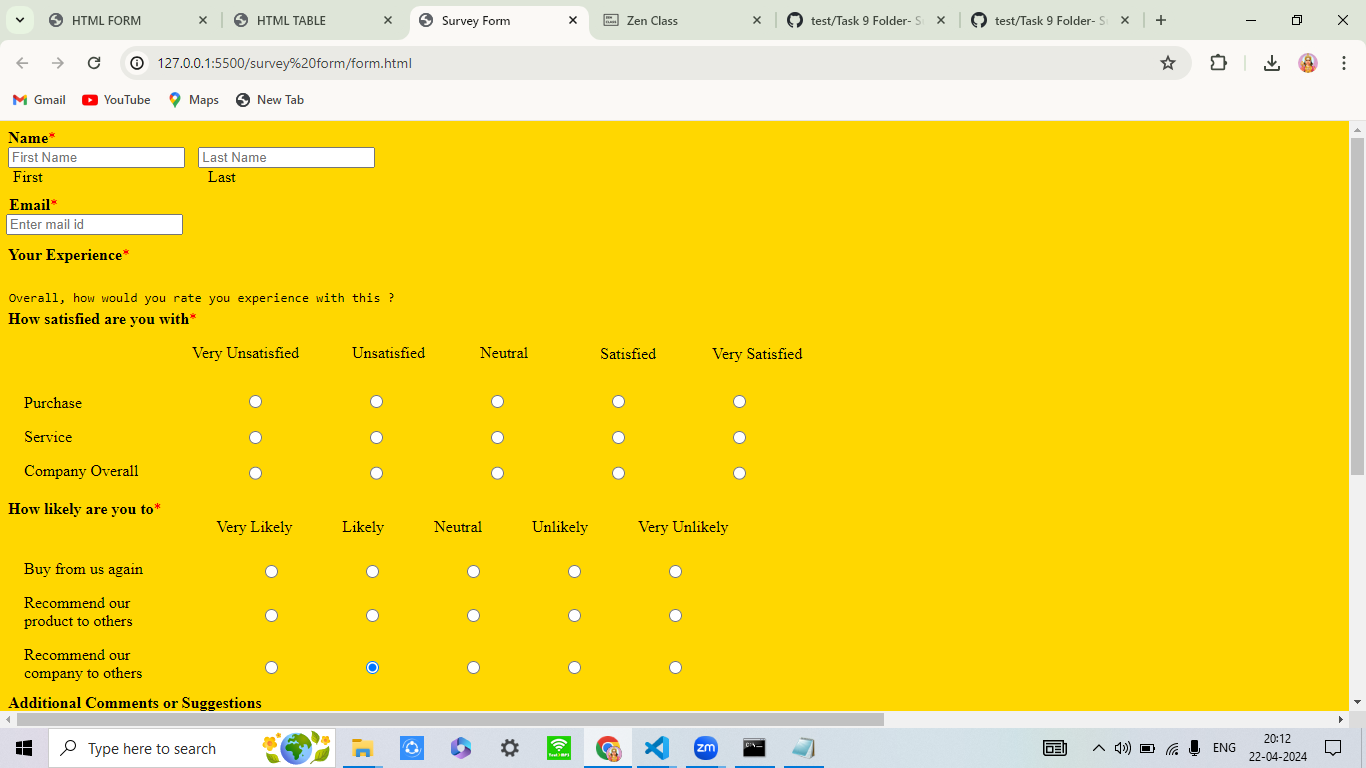 HTML FORM
HTML TABLE
Survey Form
Zen Class
test/Task 9 Folder- S
test/Task 9 Folder- S
127.0.0.1:5500/survey%20form/form.html
Gmail YouTube Maps New Tab
Name*
First Name Last Name
First Last
Email*
Enter mail id
Your Experience*
Overall, how would you rate you experience with this ?
How satisfied are you with*
Very Unsatisfied Unsatisfied Neutral Satisfied Very Satisfied
Purchase
Service
Company Overall
How likely are you to*
Very Likely Likely Neutral Unlikely Very Unlikely
Buy from us again
Recommend our
product to others
Recommend our
company to others
Additional Comments or Suggestions
Type here to search
zm
ENG
20:12
22-04-2024